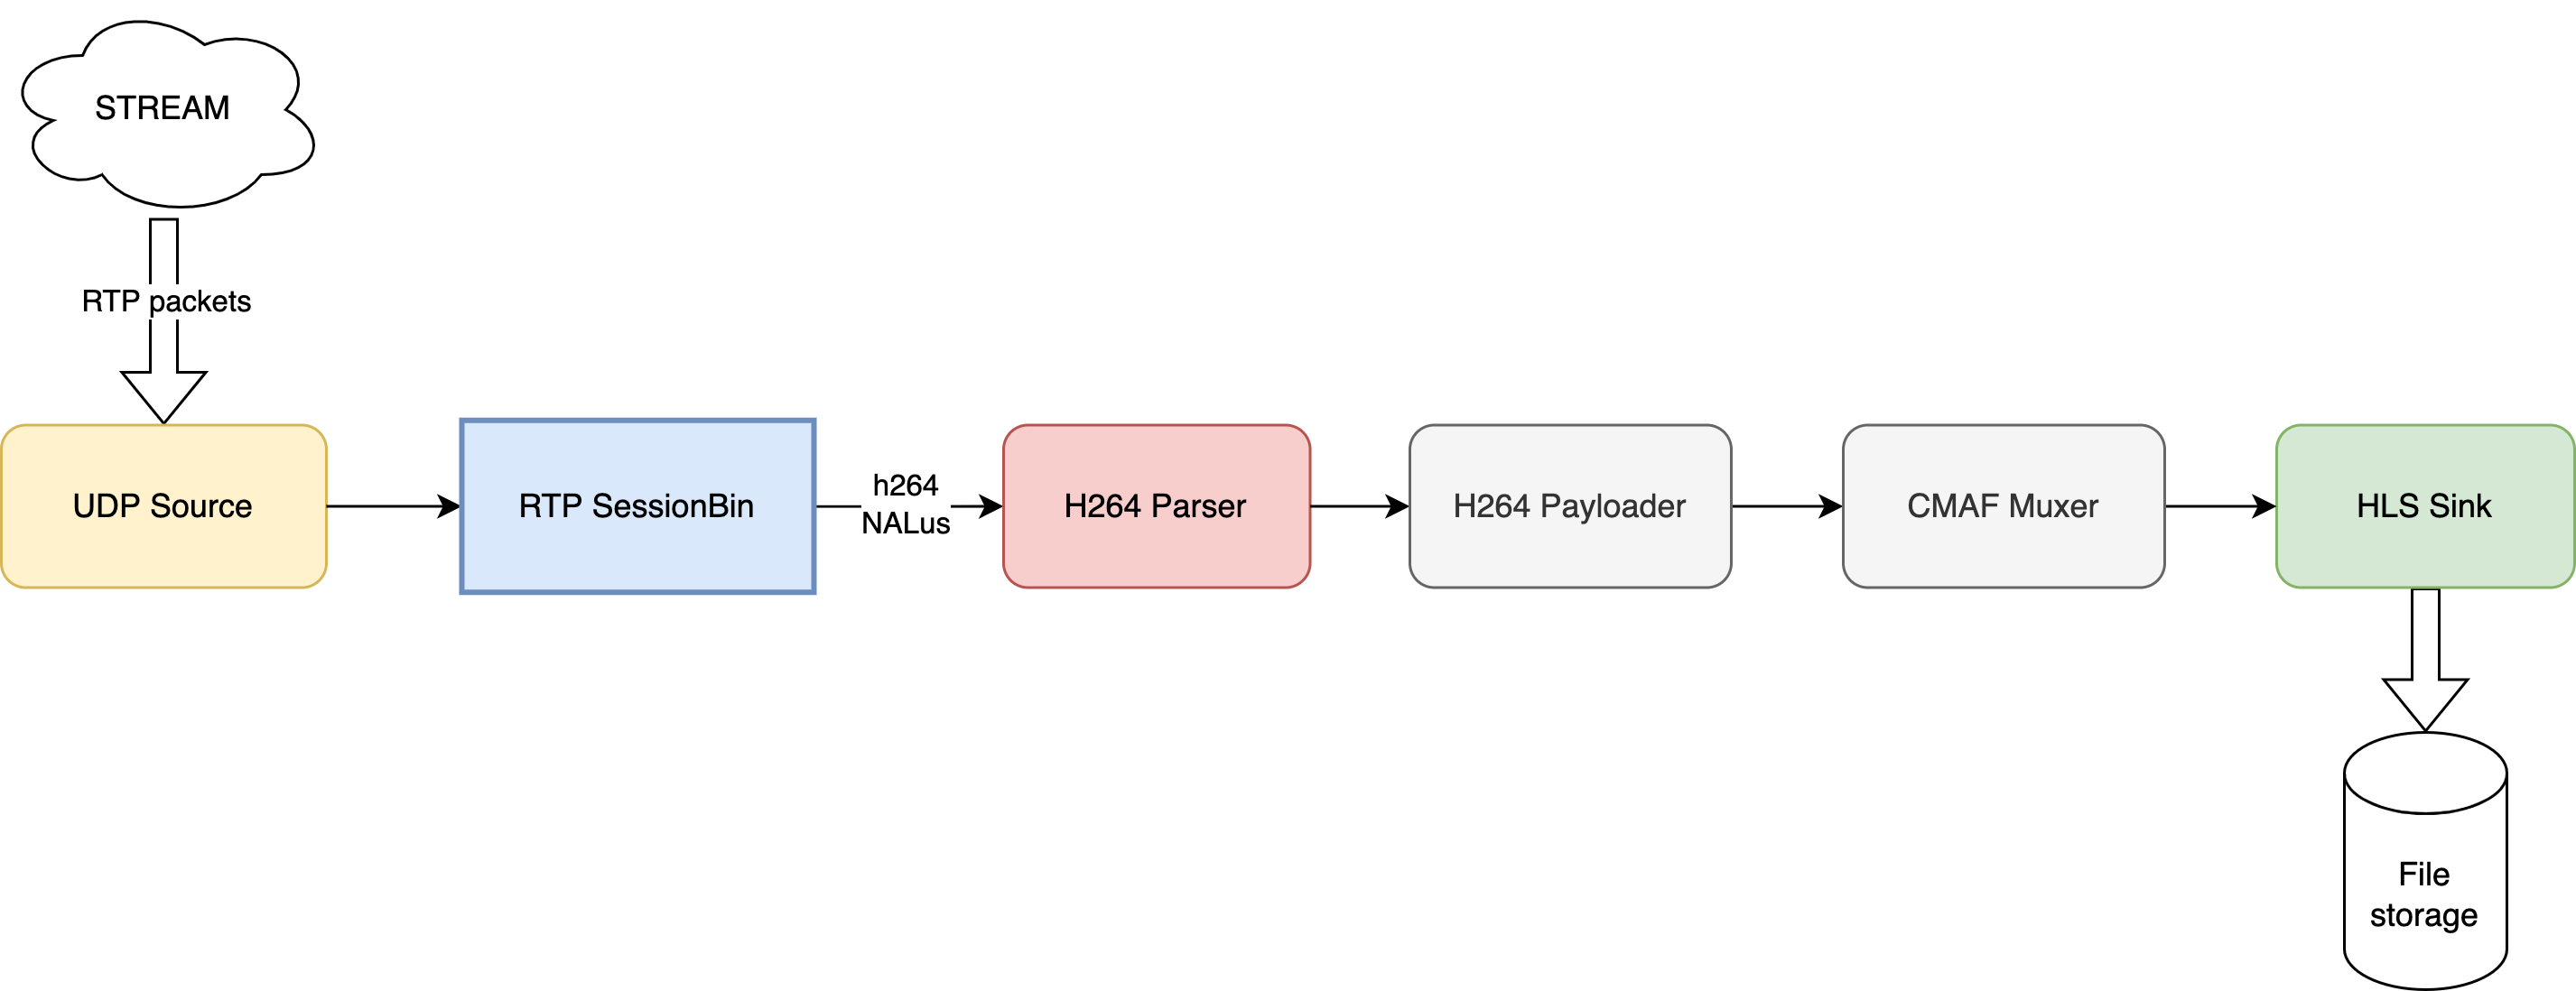 STREAM
RTP packets
UDP Source
RTP SessionBin
h264
NALus
H264 Parser
H264 Payloader
CMAF Muxer
HLS Sink
File
storage